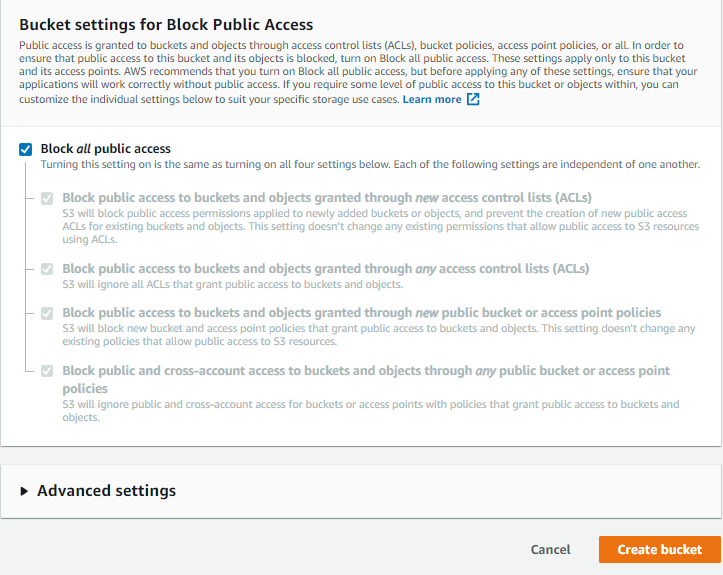 Bucket settings for Block Public Access
Public access is granted to buckets and objects through access control lists (ACLs), bucket policies, access point policies, or all. In order to
ensure that public access to this bucket and its objects is blocked, turn on Block all public access. These settings apply only to this bucket
and its access points. AWS recommends that you turn on Block all public access, but before applying any of these settings, ensure that your
applications will work correctly without public access. If you require some level of public access to this bucket or objects within, you can
customize the individual settings below to suit your specific storage use cases. Learn more
Block all public access
Turning this setting on is the same as turning on all four settings below. Each of the following settings are independent of one another.
Block public access to buckets and objects granted through new access control lists (ACLs)
S3 will block public access permissions applied to newly added buckets or objects, and prevent the creation of new public access
ACLs for existing buckets and objects. This setting doesn't change any existing permissions that allow public access to S3 resources
using ACLs.
Block public access to buckets and objects granted through any access control lists (ACLs)
S3 will ignore all ACLs that grant public access to buckets and objects.
Block public access to buckets and objects granted through new public bucket or access point policies
S3 will block new bucket and access point policies that grant public access to buckets and objects. This setting doesn't change any
existing policies that allow public access to S3 resources.
Block public and cross-account access to buckets and objects through any public bucket or access point
policies
S3 will ignore public and cross-account access for buckets or access points with policies that grant public access to buckets and
objects.
Advanced settings
Cancel
Create bucket